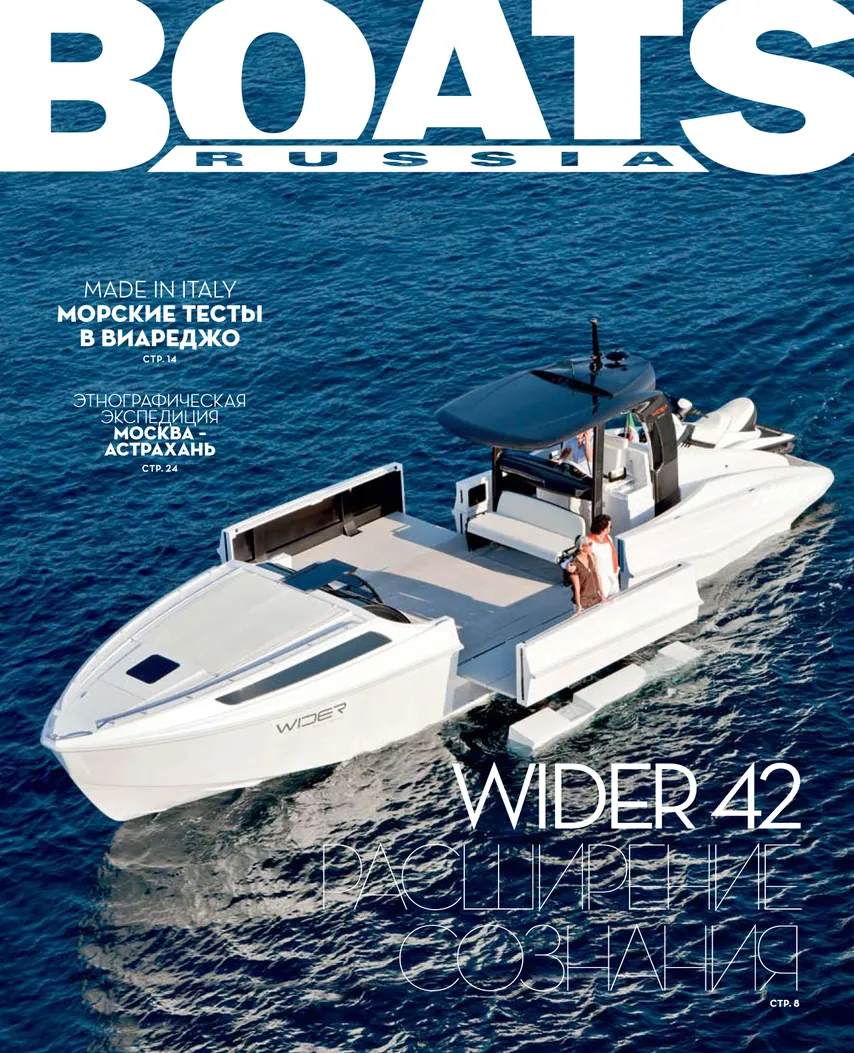 BOATS
RUSSIA
MADE IN ITALY
МОРСКИЕ ТЕСТЫ
В ВИАРЕДЖО
СТР. 14
ЭТНОГРАФИЧЕСКАЯ
ЭКСПЕДИЦИЯ
МОСКВА -
АСТРАХАНЬ
СТР. 24
WIDER
WIDER 42
РАСШИРЕНИЕ
СОЗНАНИЯ
СТР. 8